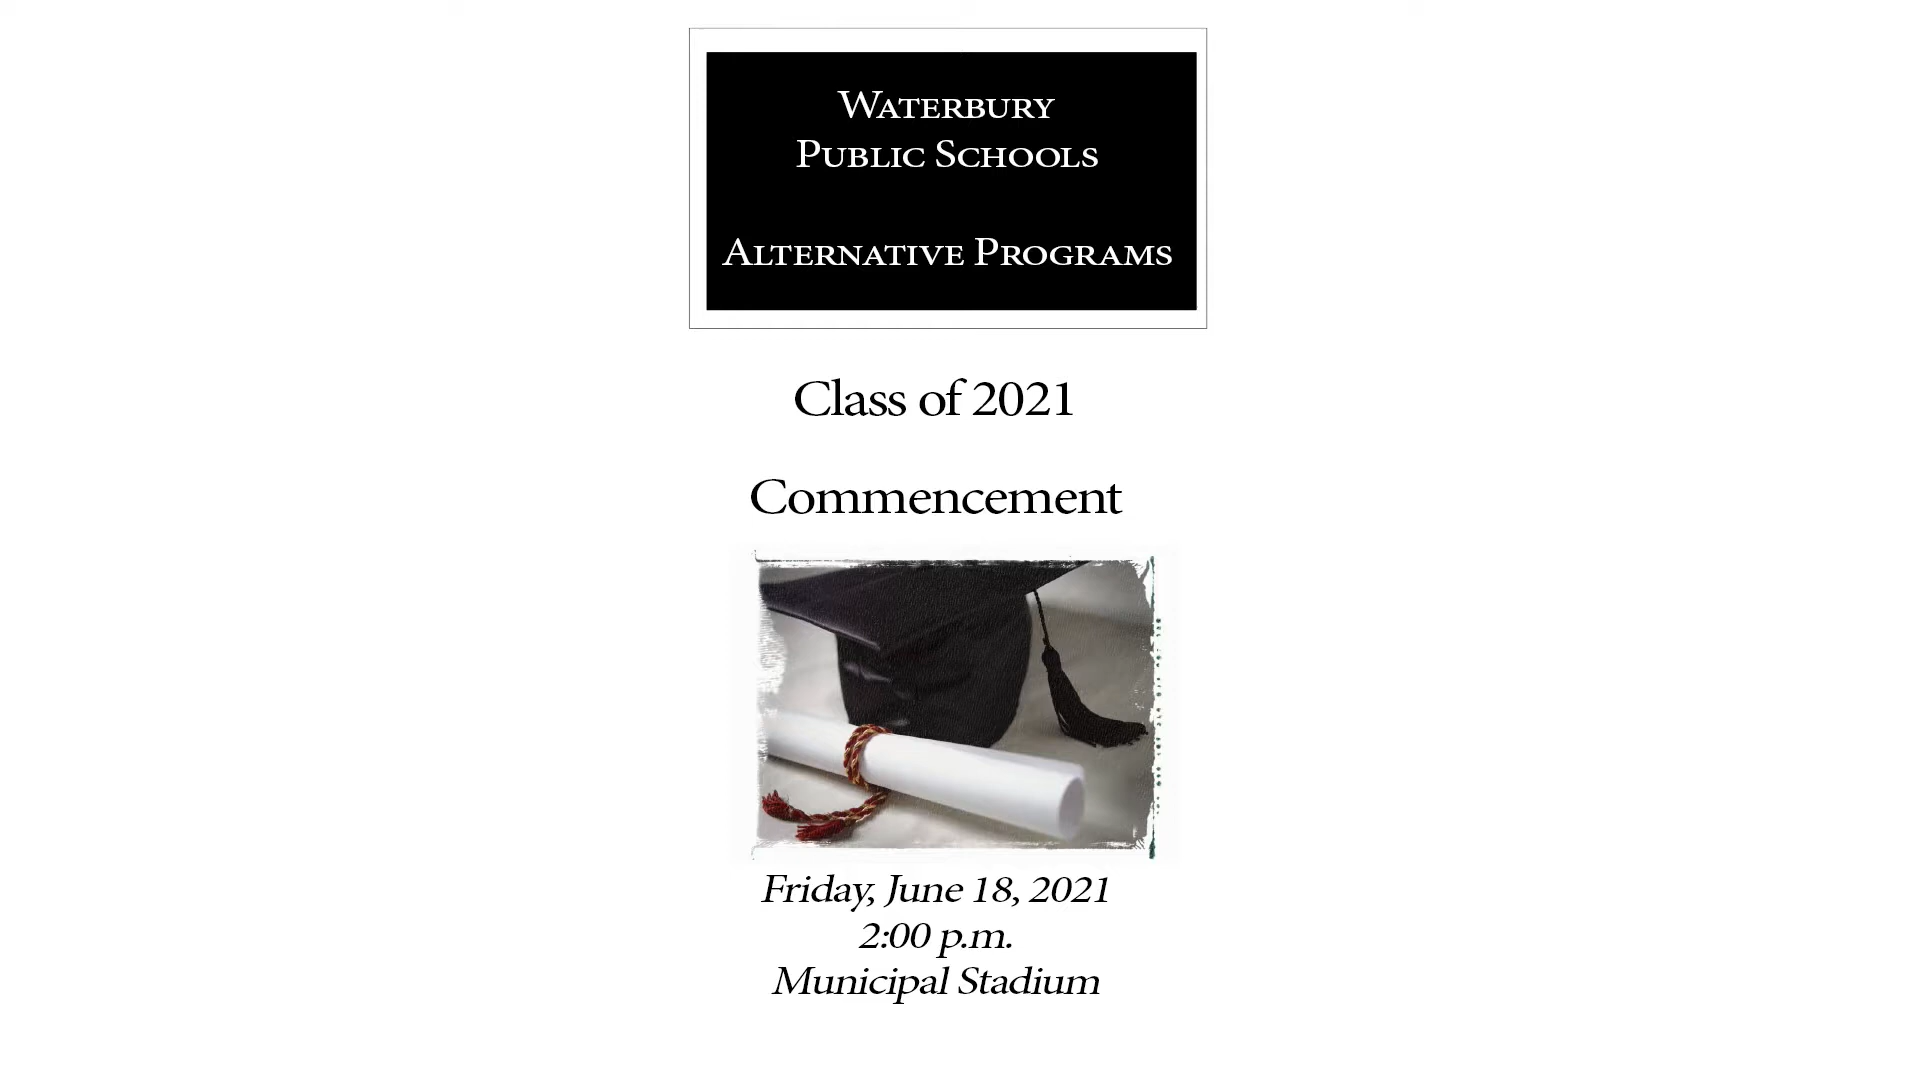 Waterbury
Public Schools
Alternative Programs
Class of 2021
Commencement
Friday, June 18, 2021
2:00 p.m.
Municipal Stadium